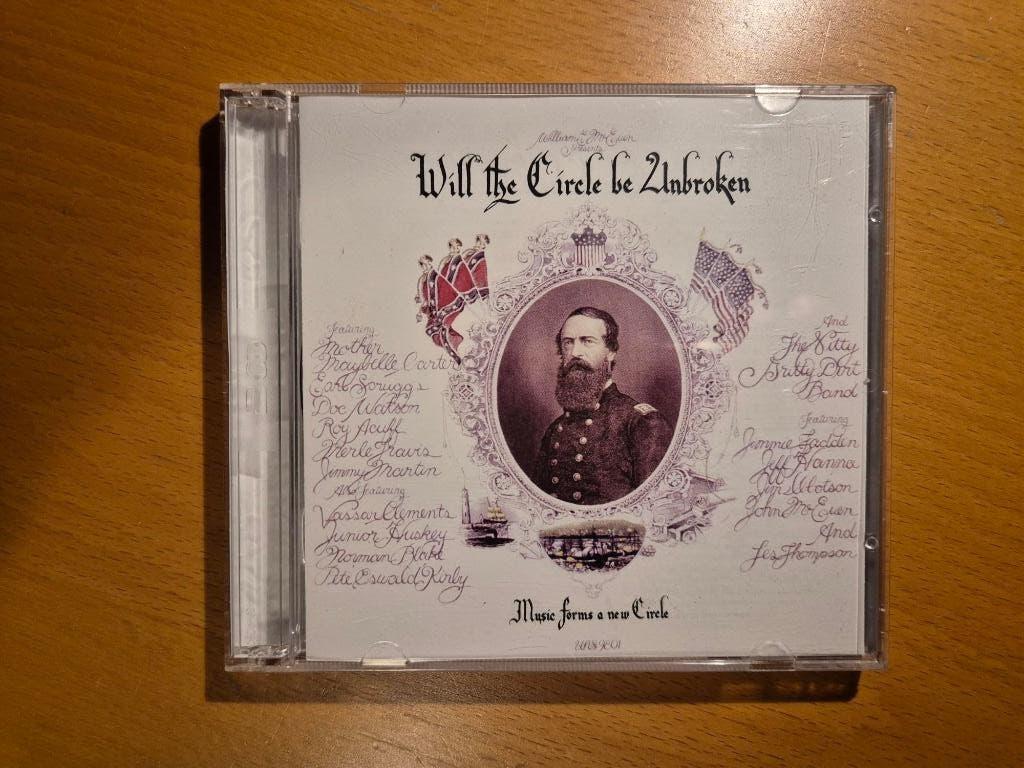 William E. McEuen
Presents
Will the Circle be Unbroken
featuring
Mother
Maybelle Carter
Earl Scruggs
Doc Watson
Roy Acuff
Merle Travis
Jimmy Martin
Also featuring
Vassar Clements
Junior Huskey
Norman Blake
Pete Oswald Kirby
And
The Nitty
Gritty Dirt
Band
featuring
Jimmie Fadden
Jeff Hanna
Jim Ibbotson
John McEuen
And
Les Thompson
Music forms a new Circle